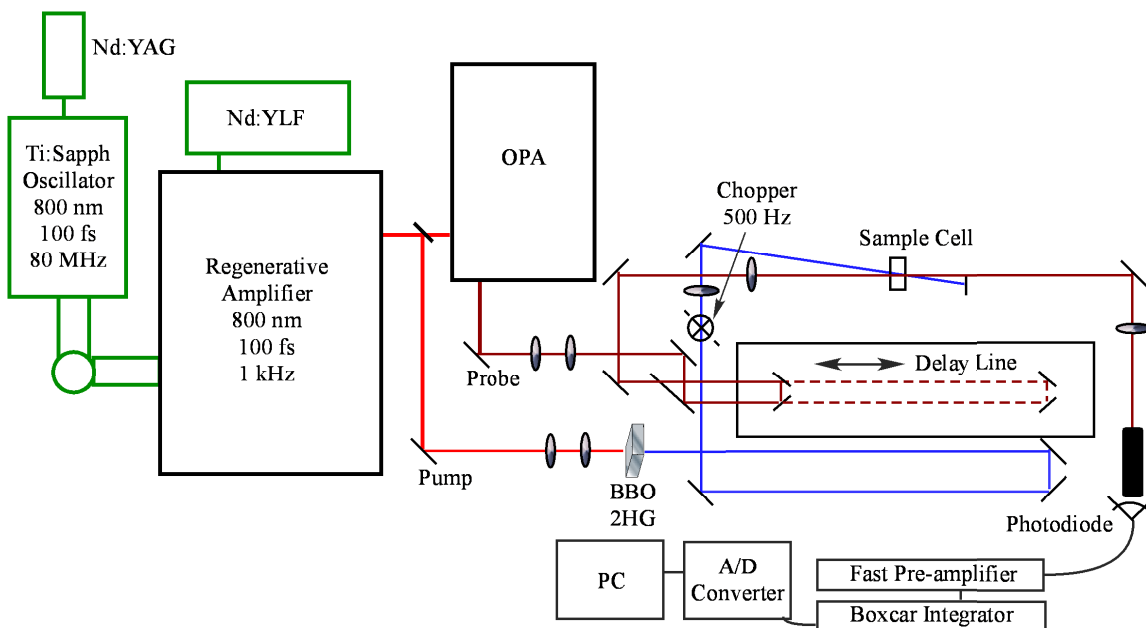 Nd:YAG
Ti:Sapph
Oscillator
800 nm
100 fs
80 MHz
Nd:YLF
Regenerative
Amplifier
800 nm
100 fs
1 kHz
OPA
Probe
Pump
BBO
2HG
Chopper
500 Hz
Sample Cell
Delay Line
Photodiode
Fast Pre-amplifier
Boxcar Integrator
A/D
Converter
PC